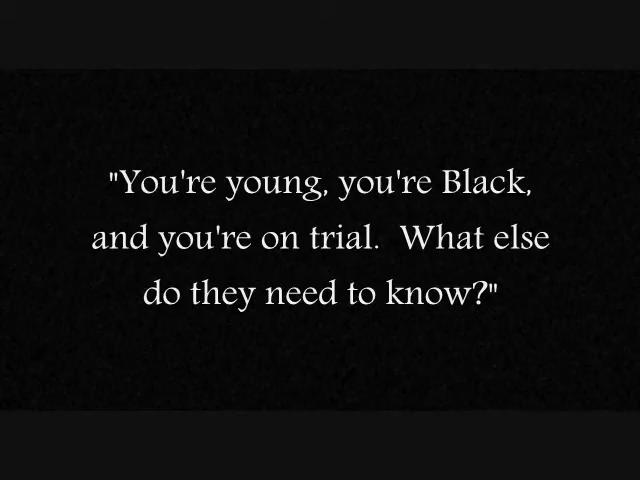 "You're young, you're Black,
and you're on trial.  What else
do they need to know?"